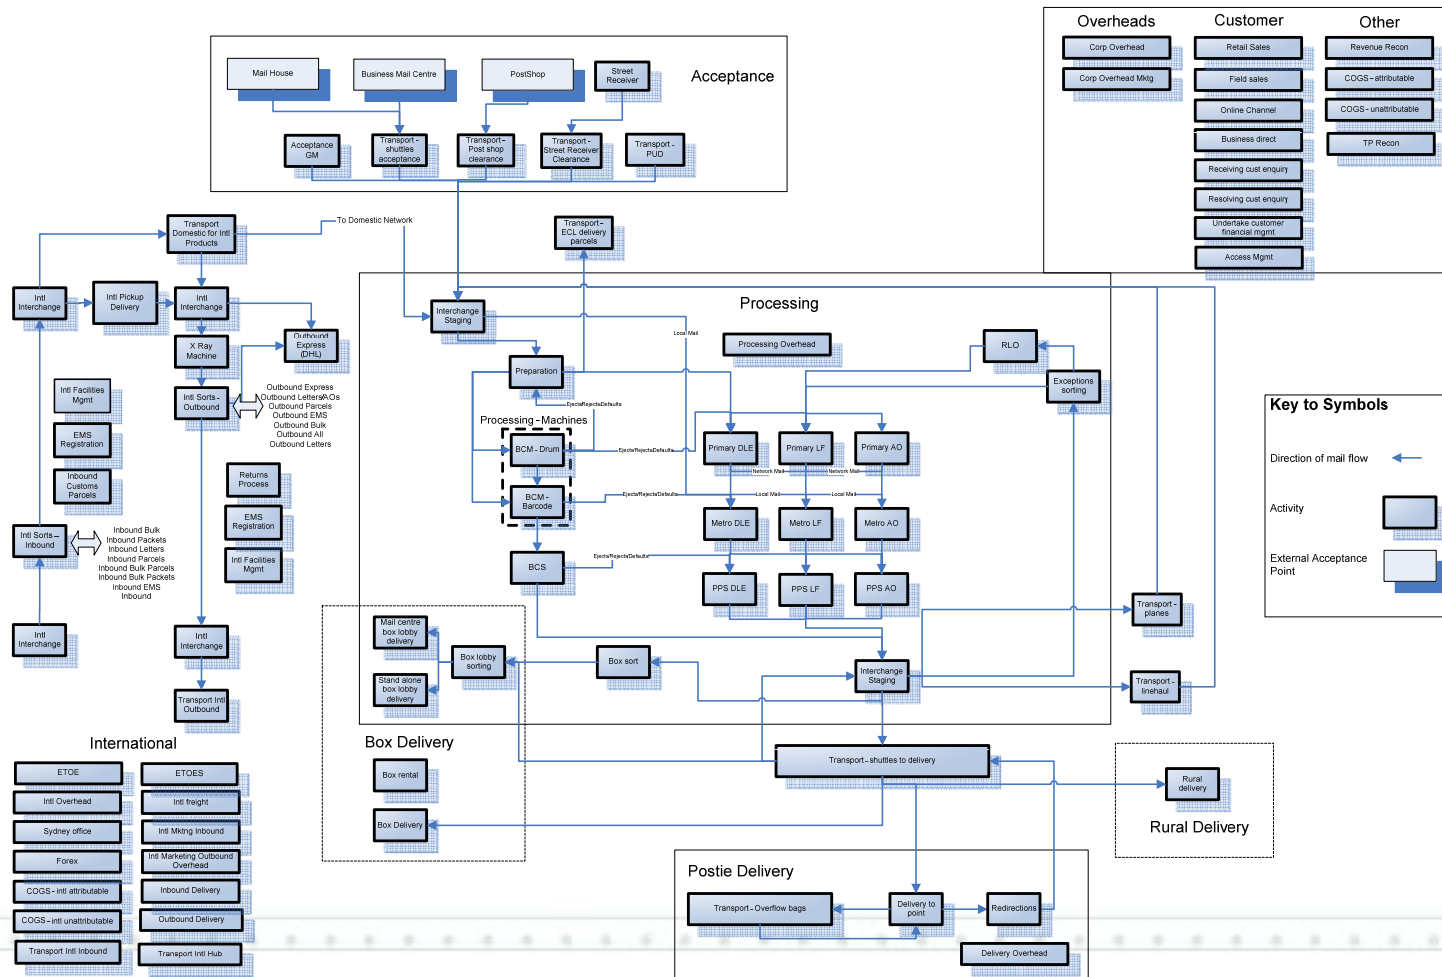 Overheads
Customer
Other
Corp Overhead
Corp Overhead Mktg
Retail Sales
Field sales
Online Channel
Business direct
Receiving cust enquiry
Resolving cust enquiry
Undertake customer
financial mgmt
Access Mgmt
Revenue Recon
COGS - attributable
COGS - unattributable
TP Recon
Mail House
Business Mail Centre
PostShop
Street
Receiver
Acceptance
Acceptance
GM
Transport -
shuttles
acceptance
Transport -
Post shop
clearance
Transport -
Street Receiver
Clearance
Transport -
PUD
Transport
Domestic for Intl
Products
To Domestic Network
Transport -
ECL delivery
parcels
Intl
Interchange
Intl Pickup
Delivery
Intl
Interchange
Outbound
Express
(DHL)
X Ray
Machine
Intl Sorts -
Outbound
Outbound Express
Outbound Letters/AOs
Outbound Parcels
Outbound EMS
Outbound Bulk
Outbound All
Outbound Letters
Intl Facilities
Mgmt
EMS
Registration
Inbound
Customs
Parcels
Returns
Process
EMS
Registration
Intl Facilities
Mgmt
Intl Sorts -
Inbound
Inbound Bulk
Inbound Packets
Inbound Letters
Inbound Parcels
Inbound Bulk Parcels
Inbound Bulk Packets
Inbound EMS
Inbound
Intl
Interchange
Intl
Interchange
Transport Intl
Outbound
Processing
Interchange
Staging
Local Mail
Processing Overhead
RLO
Preparation
Exceptions
sorting
Ejects/Rejects/Defaults
Processing - Machines
BCM - Drum
Ejects/Rejects/Defaults
Primary DLE
Primary LF
Primary AO
Network Mail
Network Mail
BCM -
Barcode
Ejects/Rejects/Defaults
Local Mail
Local Mail
Metro DLE
Metro LF
Metro AO
Ejects/Rejects/Defaults
BCS
PPS DLE
PPS LF
PPS AO
Transport -
planes
Mail centre
box lobby
delivery
Box lobby
sorting
Box sort
Interchange
Staging
Transport -
linehaul
Stand alone
box lobby
delivery
Key to Symbols
Direction of mail flow
Activity
External Acceptance
Point
Box Delivery
Box rental
Box Delivery
Transport - shuttles to delivery
Rural
delivery
Rural Delivery
Postie Delivery
Transport - Overflow bags
Delivery to
point
Redirections
Delivery Overhead
International
ETOE
ETOES
Intl Overhead
Intl freight
Sydney office
Intl Mktng Inbound
Forex
Intl Marketing Outbound
Overhead
COGS - intl attributable
Inbound Delivery
COGS - intl unattributable
Outbound Delivery
Transport Intl Inbound
Transport Intl Hub